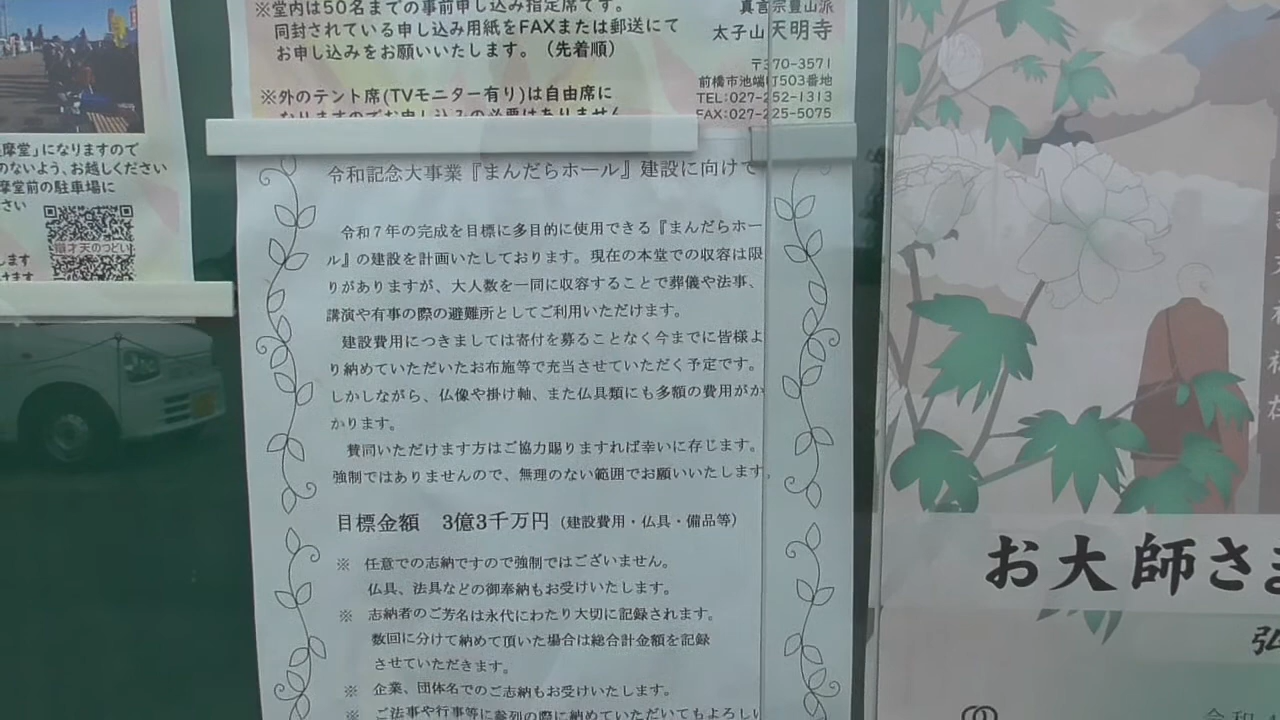 ※堂内は50名までの事前申し込み指定席です。
同封されている申し込み用紙をFAXまたは郵送にて
お申し込みをお願いいたします。（先着順）
※外のテント席(TVモニター有り)は自由席に
なりますのでお申し込みの必要はありません
真言宗豊山派
太子山 天明寺
〒370-3571
前橋市池端町503番地
TEL:027-252-1313
FAX:027-225-5075
摩堂」になりますので
のないよう、お越しください
摩堂前の駐車場に
さい
します
けます
令和記念大事業『まんだらホール』建設に向けて
令和７年の完成を目標に多目的に使用できる『まんだらホー
ル』の建設を計画いたしております。現在の本堂での収容は限
りがありますが、大人数を一同に収容することで葬儀や法事、
講演や有事の際の避難所としてご利用いただけます。
建設費用につきましては寄付を募ることなく今までに皆様よ
り納めていただいたお布施等で充当させていただく予定です。
しかしながら、仏像や掛け軸、また仏具類にも多額の費用がか
かります。
賛同いただけます方はご協力賜りますれば幸いに存じます。
強制ではありませんので、無理のない範囲でお願いいたします。
目標金額　3億3千万円（建設費用・仏具・備品等）
※　任意での志納ですので強制ではございません。
仏具、法具などの御奉納もお受けいたします。
※　志納者のご芳名は永代にわたり大切に記録されます。
数回に分けて納めて頂いた場合は総合計金額を記録
させていただきます。
※　企業、団体名でのご志納もお受けいたします。
※　ご法事や行事等に参列の際に納めていただいてもよろしい
お大師さま
弘
令和